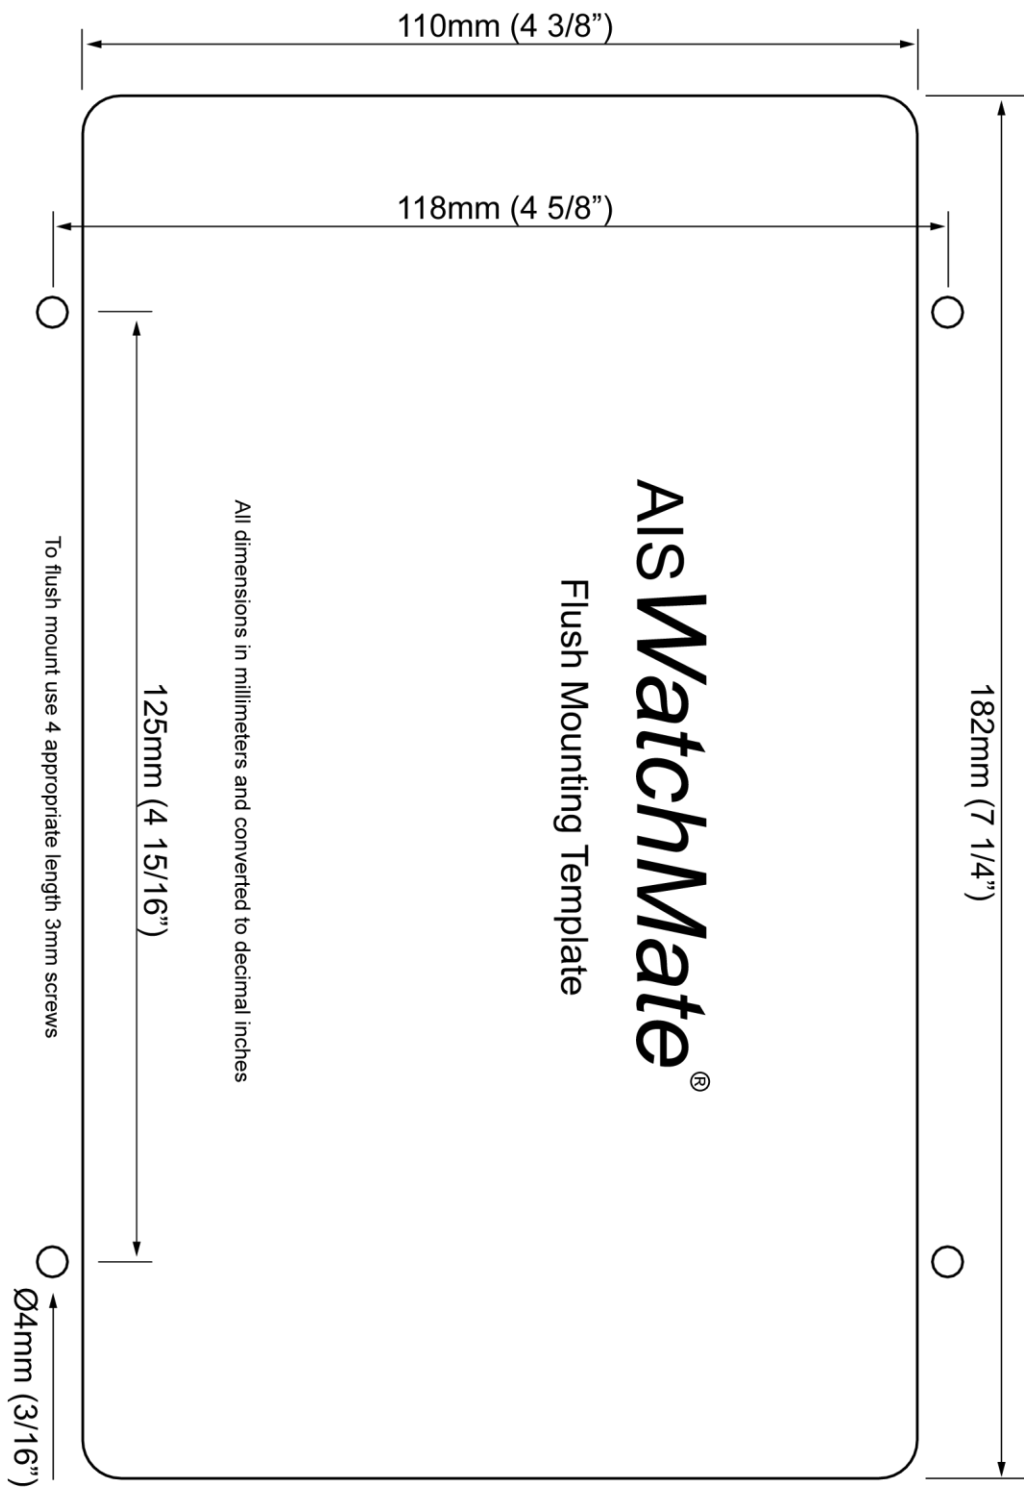 110mm (4 3/8”)
118mm (4 5/8”)
182mm (7 1/4”)
AISWatchMate®
Flush Mounting Template
All dimensions in millimeters and converted to decimal inches
125mm (4 15/16”)
To flush mount use 4 appropriate length 3mm screws
Ø4mm (3/16”)